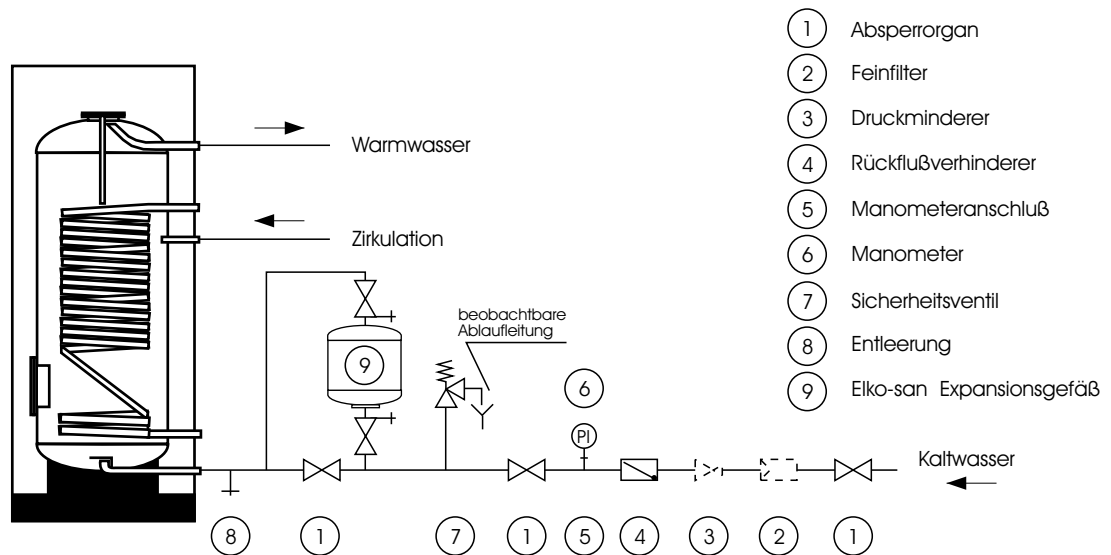 1 Absperrorgan
2 Feinfilter
3 Druckminderer
4 Rückflußverhinderer
5 Manometeranschluß
6 Manometer
7 Sicherheitsventil
8 Entleerung
9 Elko-san Expansionsgefäß
Warmwasser
Zirkulation
beobachtbare
Ablaufleitung
9
6
PI
Kaltwasser
8 1 7 1 5 4 3 2 1